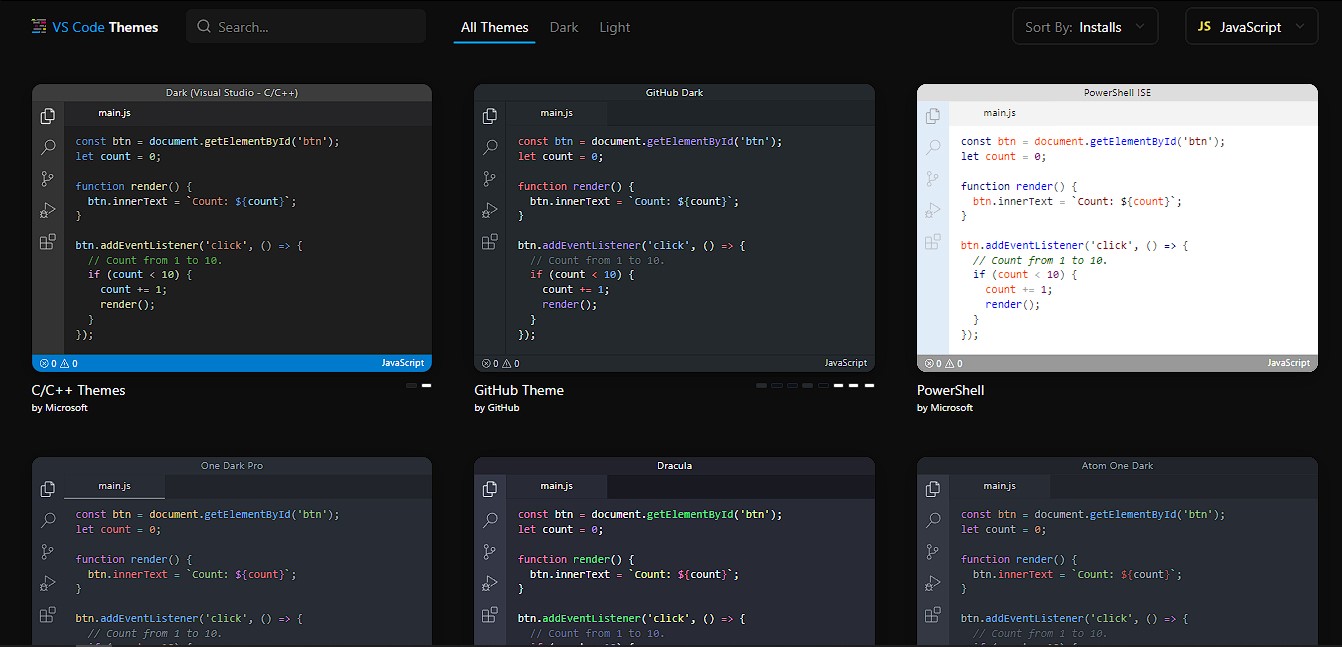 VS Code Themes
Search...
All Themes
Dark
Light
Sort By: Installs
JS JavaScript
Dark (Visual Studio - C/C++)
main.js
const btn = document.getElementById('btn');
let count = 0;
function render() {
btn.innerText = `Count: ${count}`;
}
btn.addEventListener('click', () => {
// Count from 1 to 10.
if (count < 10) {
count += 1;
render();
}
});
0 0
JavaScript
C/C++ Themes
by Microsoft
GitHub Dark
main.js
const btn = document.getElementById('btn');
let count = 0;
function render() {
btn.innerText = `Count: ${count}`;
}
btn.addEventListener('click', () => {
// Count from 1 to 10.
if (count < 10) {
count += 1;
render();
}
});
0 0
JavaScript
GitHub Theme
by GitHub
PowerShell ISE
main.js
const btn = document.getElementById('btn');
let count = 0;
function render() {
btn.innerText = `Count: ${count}`;
}
btn.addEventListener('click', () => {
// Count from 1 to 10.
if (count < 10) {
count += 1;
render();
}
});
0 0
JavaScript
PowerShell
by Microsoft
One Dark Pro
main.js
const btn = document.getElementById('btn');
let count = 0;
function render() {
btn.innerText = `Count: ${count}`;
}
btn.addEventListener('click', () => {
// Count from 1 to 10.
Dracula
main.js
const btn = document.getElementById('btn');
let count = 0;
function render() {
btn.innerText = `Count: ${count}`;
}
btn.addEventListener('click', () => {
// Count from 1 to 10.
Atom One Dark
main.js
const btn = document.getElementById('btn');
let count = 0;
function render() {
btn.innerText = `Count: ${count}`;
}
btn.addEventListener('click', () => {
// Count from 1 to 10.